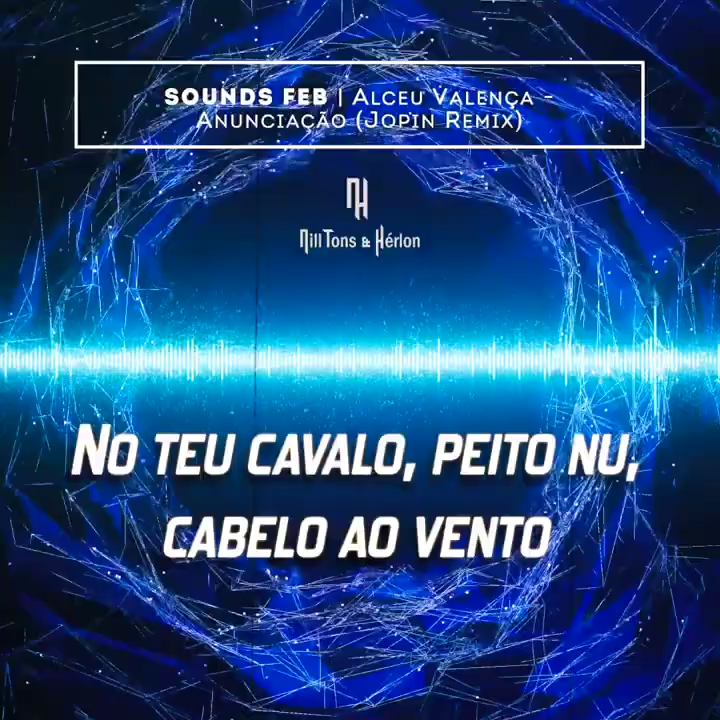 SOUNDS FEB | ALCEU VALENÇA -
ANUNCIAÇÃO (JOPIN REMIX)
NH
Nill Tons & Hérlon
NO TEU CAVALO, PEITO NU,
CABELO AO VENTO